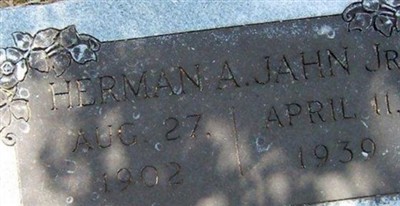 HERMAN A. JAHN JR.
AUG. 27, APRIL 11,
1902 1939